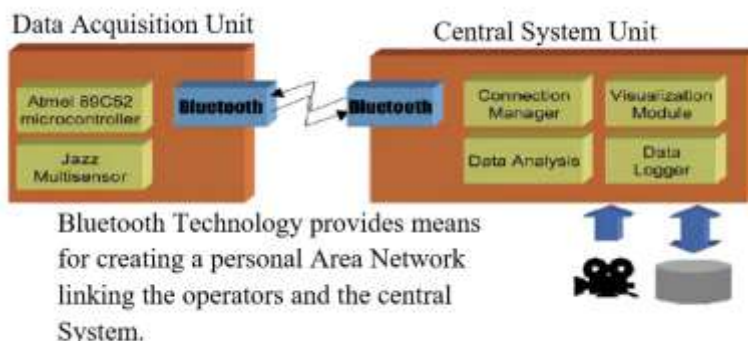 Data Acquisition Unit
Central System Unit
Atmel 89C52
microcontroller
Jazz
Multisensor
Bluetooth
Bluetooth
Connection
Manager
Visualization
Module
Data Analysis
Data
Logger
Bluetooth Technology provides means
for creating a personal Area Network
linking the operators and the central
System.